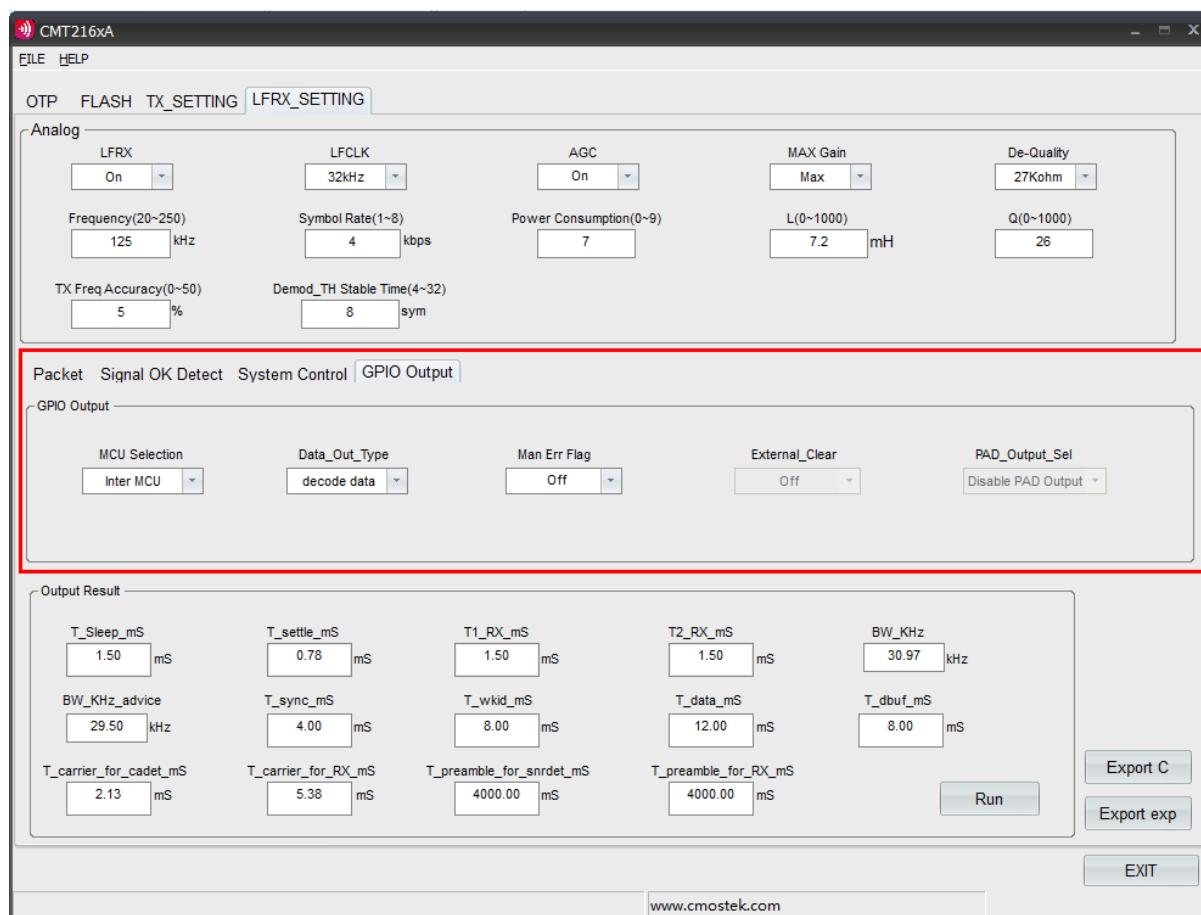 CMT216xA
FILE HELP
OTP FLASH TX_SETTING LFRX_SETTING
Analog
LFRX LFCLK AGC MAX Gain De-Quality
On 32kHz On Max 27Kohm
Frequency(20~250) Symbol Rate(1~8) Power Consumption(0~9) L(0~1000) Q(0~1000)
125 kHz 4 kbps 7 7.2 mH 26
TX Freq Accuracy(0~50) Demod_TH Stable Time(4~32)
5 % 8 sym
Packet Signal OK Detect System Control GPIO Output
GPIO Output
MCU Selection Data_Out_Type Man Err Flag External_Clear PAD_Output_Sel
Inter MCU decode data Off Off Disable PAD Output
Output Result
T_Sleep_mS T_settle_mS T1_RX_mS T2_RX_mS BW_KHz
1.50 mS 0.78 mS 1.50 mS 1.50 mS 30.97 kHz
BW_KHz_advice T_sync_mS T_wkid_mS T_data_mS T_dbuf_mS
29.50 kHz 4.00 mS 8.00 mS 12.00 mS 8.00 mS
T_carrier_for_cadet_mS T_carrier_for_RX_mS T_preamble_for_snrdet_mS T_preamble_for_RX_mS
2.13 mS 5.38 mS 4000.00 mS 4000.00 mS
Run
Export C
Export exp
EXIT
www.cmostek.com